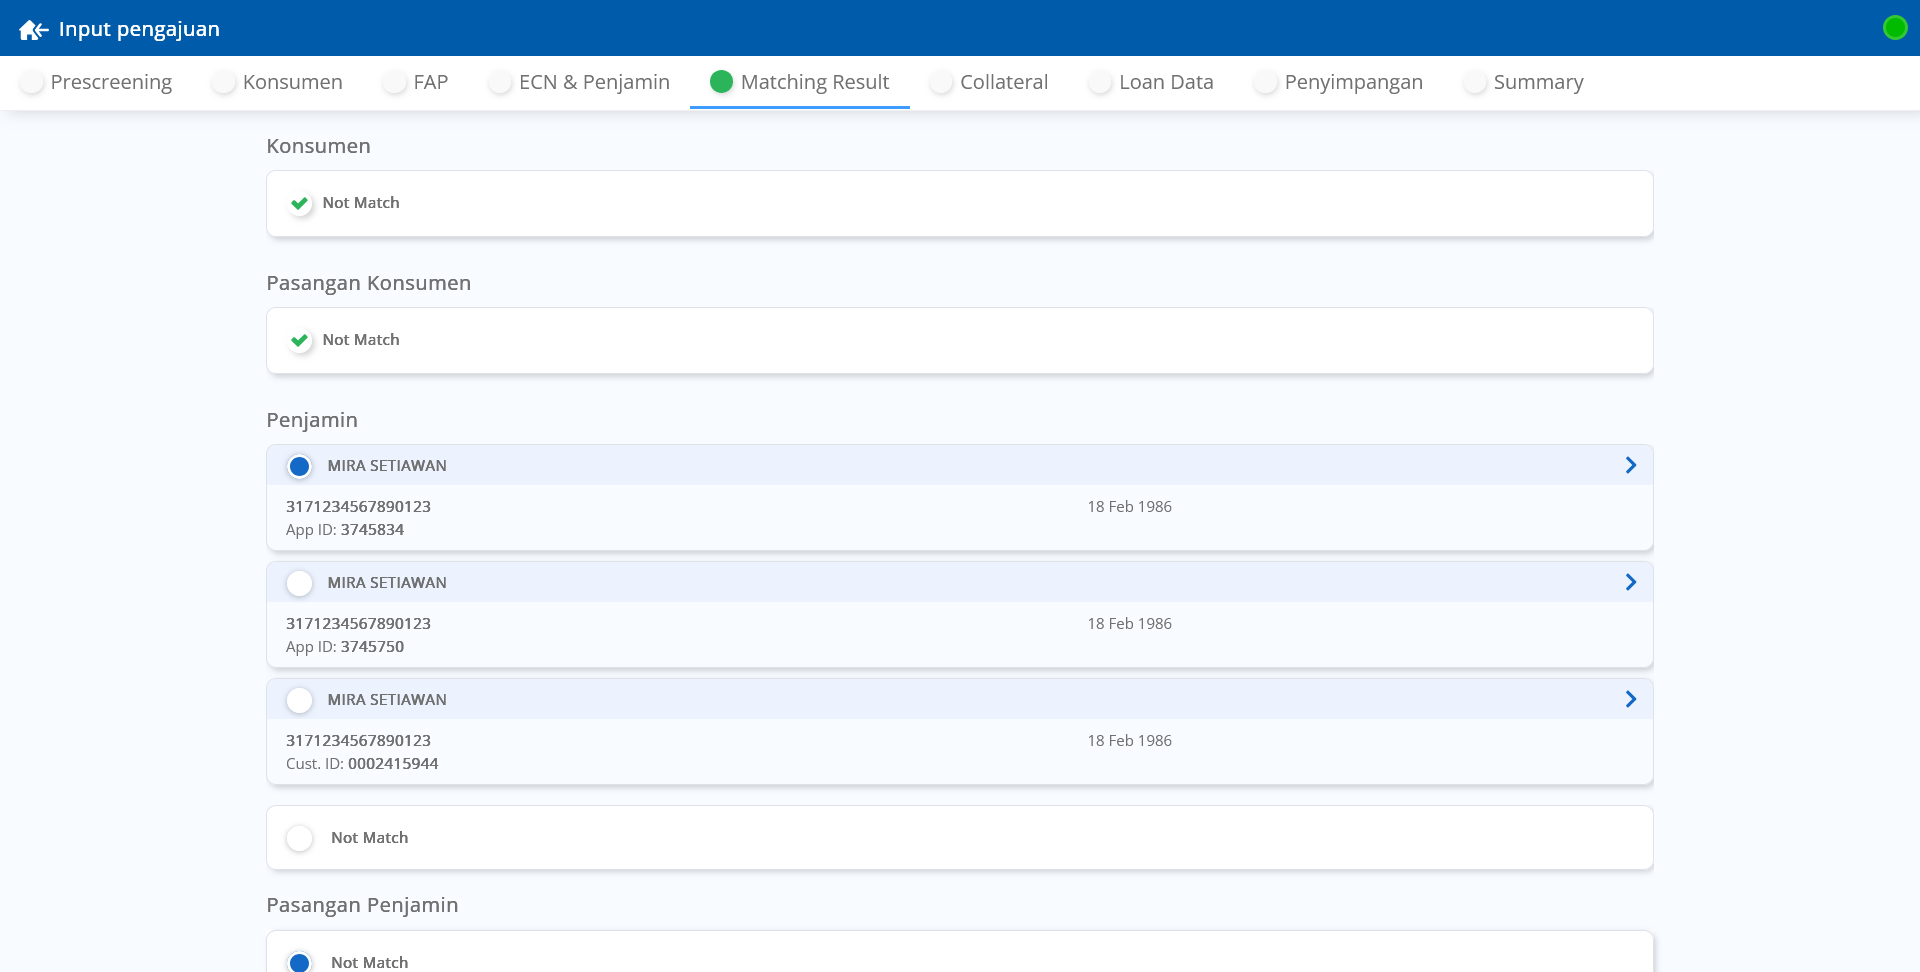 Input pengajuan
Prescreening Konsumen FAP ECN & Penjamin Matching Result Collateral Loan Data Penyimpangan Summary
Konsumen
Not Match
Pasangan Konsumen
Not Match
Penjamin
MIRA SETIAWAN
3171234567890123 18 Feb 1986
App ID: 3745834
MIRA SETIAWAN
3171234567890123 18 Feb 1986
App ID: 3745750
MIRA SETIAWAN
3171234567890123 18 Feb 1986
Cust. ID: 0002415944
Not Match
Pasangan Penjamin
Not Match